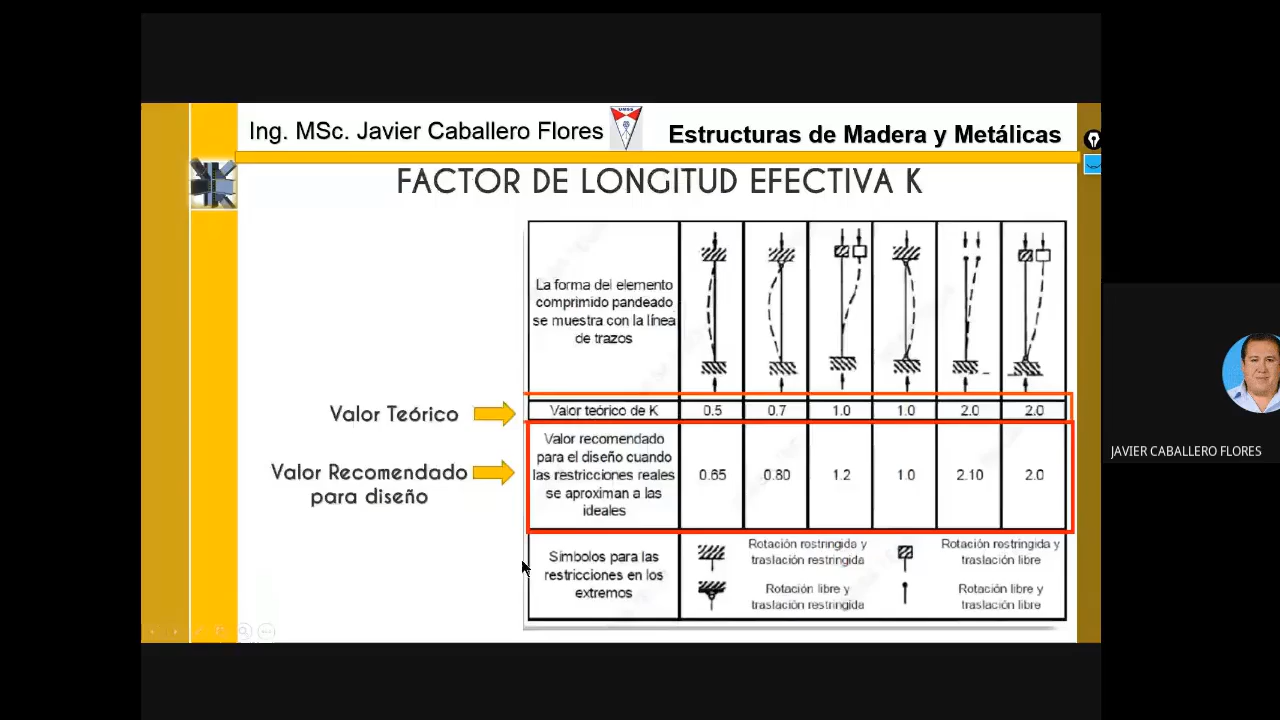 Ing. MSc. Javier Caballero Flores
UMSS
Estructuras de Madera y Metálicas
FACTOR DE LONGITUD EFECTIVA K
La forma del elemento
comprimido pandeado
se muestra con la línea
de trazos
Valor Teórico
Valor teórico de K 0.5 0.7 1.0 1.0 2.0 2.0
Valor Recomendado
para diseño
Valor recomendado
para el diseño cuando
las restricciones reales
se aproximan a las
ideales
0.65 0.80 1.2 1.0 2.10 2.0
Símbolos para las
restricciones en los
extremos
Rotación rostringida y
traslación restringida
Rotación restringida y
traslación libre
Rotación libre y
traslación restringida
Rotación libre y
traslación libre
JAVIER CABALLERO FLORES